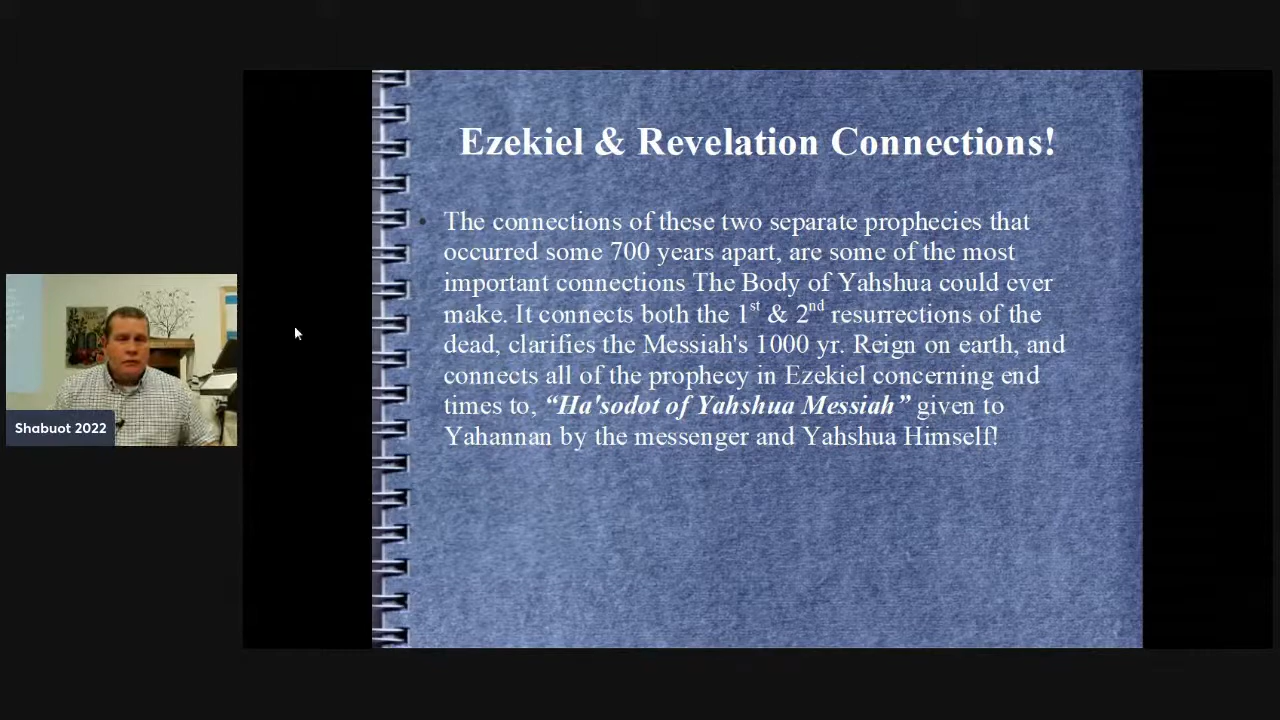 Ezekiel & Revelation Connections!
• The connections of these two separate prophecies that
occurred some 700 years apart, are some of the most
important connections The Body of Yahshua could ever
make. It connects both the 1st & 2nd resurrections of the
dead, clarifies the Messiah's 1000 yr. Reign on earth, and
connects all of the prophecy in Ezekiel concerning end
times to, “Ha'sodot of Yahshua Messiah” given to
Yahannan by the messenger and Yahshua Himself!
Shabuot 2022